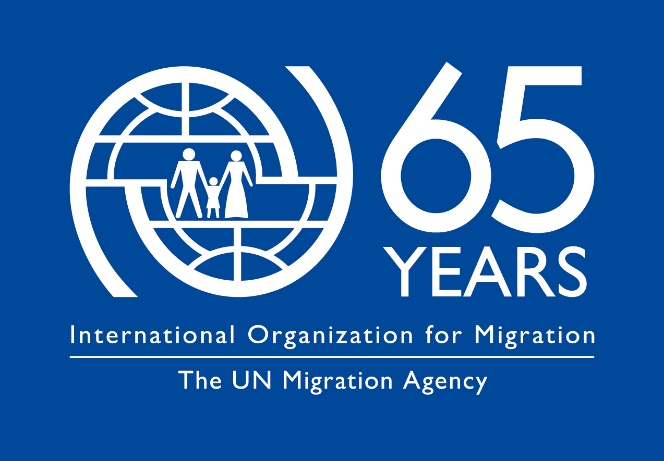 65
YEARS
International Organization for Migration
The UN Migration Agency